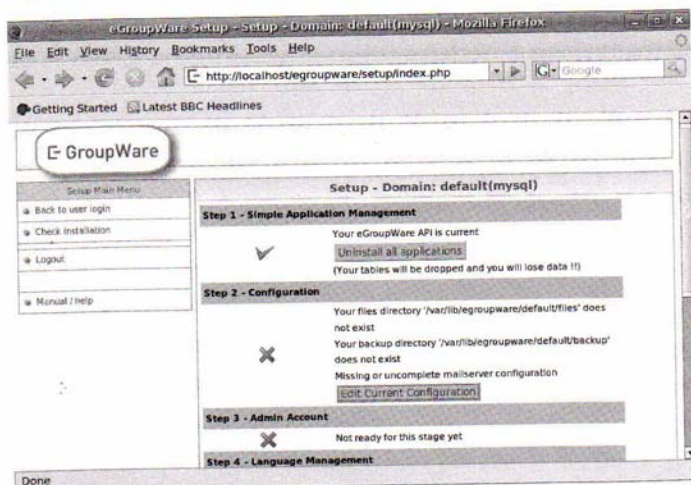 eGroupWare Setup - Setup - Domain: default(mysql) - Mozilla Firefox
File Edit View History Bookmarks Tools Help
http://localhost/egroupware/setup/index.php
G Google
Getting Started Latest BBC Headlines
GroupWare
Setup Main Menu
Back to user login
Check Installation
Logout
Manual / help
Setup - Domain: default(mysql)
Step 1 - Simple Application Management
Your eGroupWare API is current
Uninstall all applications
(Your tables will be dropped and you will lose data !!)
Step 2 - Configuration
Your files directory '/var/lib/egroupware/default/files' does
not exist
Your backup directory '/var/lib/egroupware/default/backup'
does not exist
Missing or uncomplete mailserver configuration
Edit Current Configuration
Step 3 - Admin Account
Not ready for this stage yet
Step 4 - Language Management
Done